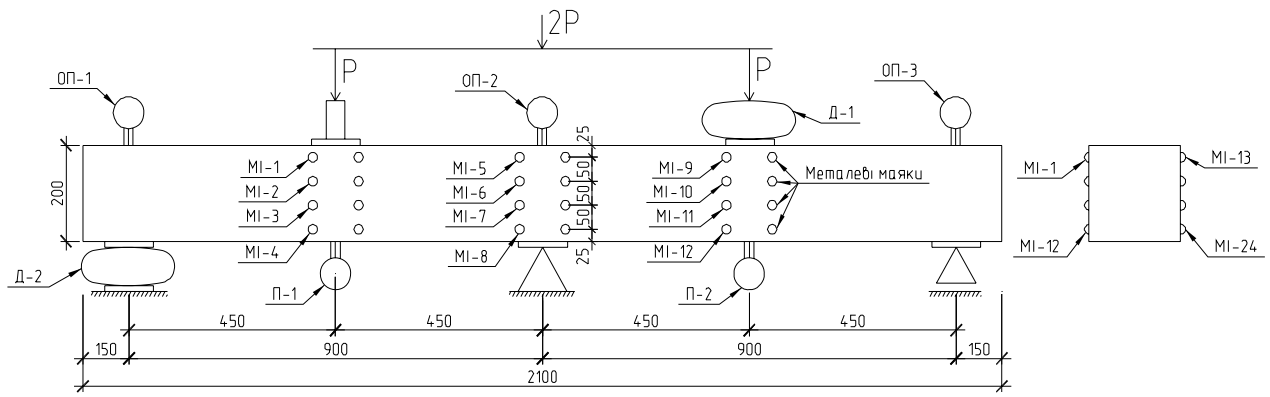 2P
P
P
ОП-1
ОП-2
ОП-3
Д-1
25
МІ-1
МІ-5
МІ-9
МІ-1
МІ-13
50
МІ-2
МІ-6
МІ-10
Металеві маяки
200
50
МІ-3
МІ-7
МІ-11
50
МІ-4
МІ-8
МІ-12
МІ-12
МІ-24
25
Д-2
П-1
П-2
450
450
450
450
150
900
900
150
2100